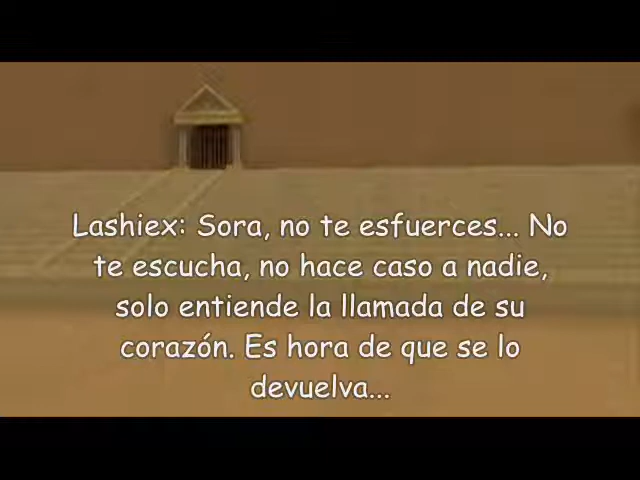 Lashiex: Sora, no te esfuerces... No
te escucha, no hace caso a nadie,
solo entiende la llamada de su
corazón. Es hora de que se lo
devuelva...